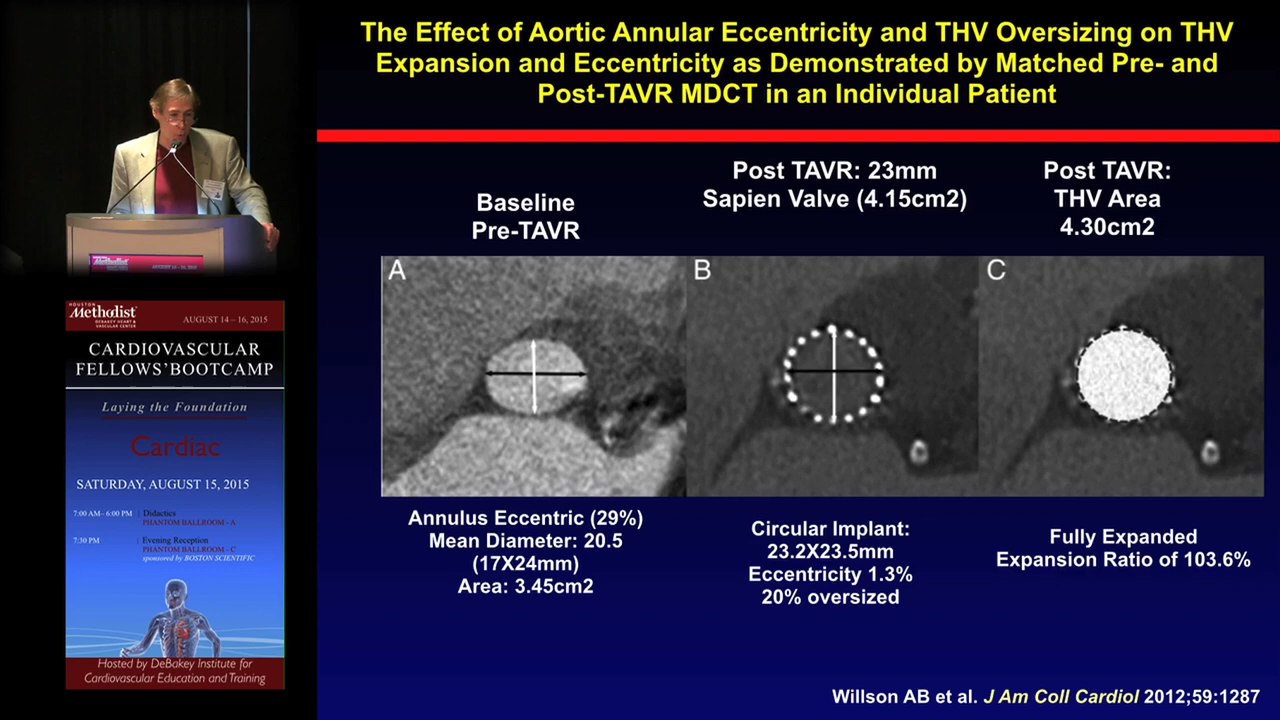 The Effect of Aortic Annular Eccentricity and THV Oversizing on THV
Expansion and Eccentricity as Demonstrated by Matched Pre- and
Post-TAVR MDCT in an Individual Patient
Baseline
Pre-TAVR
Post TAVR: 23mm
Sapien Valve (4.15cm2)
Post TAVR:
THV Area
4.30cm2
A
B
C
Annulus Eccentric (29%)
Mean Diameter: 20.5
(17X24mm)
Area: 3.45cm2
Circular Implant:
23.2X23.5mm
Eccentricity 1.3%
20% oversized
Fully Expanded
Expansion Ratio of 103.6%
Willson AB et al. J Am Coll Cardiol 2012;59:1287
HOUSTON
Methodist
DEBAKEY HEART &
VASCULAR CENTER
AUGUST 14 – 16, 2015
CARDIOVASCULAR
FELLOWS'BOOTCAMP
Laying the Foundation
Cardiac
SATURDAY, AUGUST 15, 2015
7:00 AM– 6:00 PM Didactics
PHANTOM BALLROOM - A
7:30 PM Evening Reception
PHANTOM BALLROOM - C
sponsored by BOSTON SCIENTIFIC
Hosted by DeBakey Institute for
Cardiovascular Education and Training